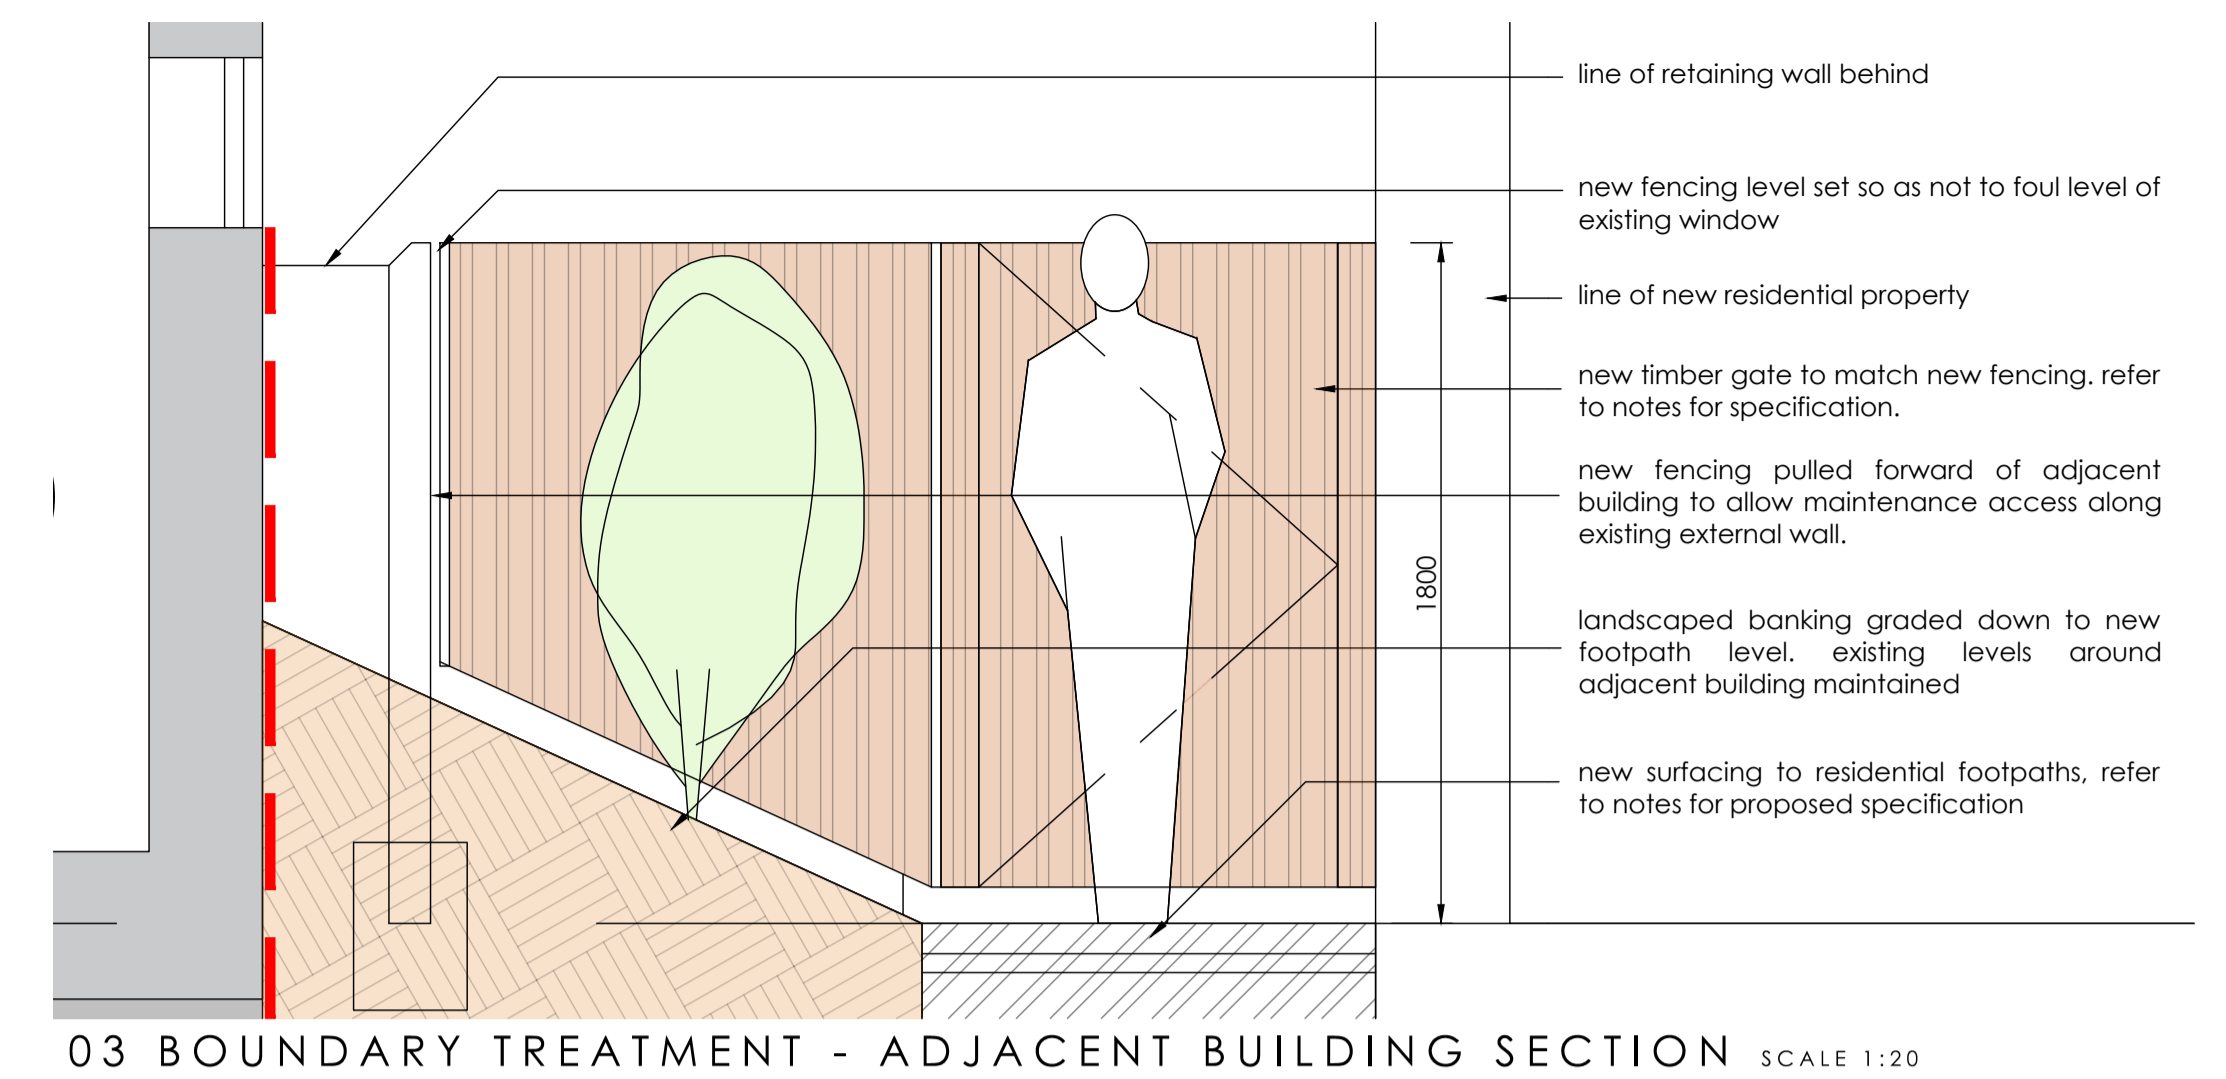 line of retaining wall behind
new fencing level set so as not to foul level of
existing window
line of new residential property
new timber gate to match new fencing. refer
to notes for specification.
new fencing pulled forward of adjacent
building to allow maintenance access along
existing external wall.
1800
landscaped banking graded down to new
footpath level. existing levels around
adjacent building maintained
new surfacing to residential footpaths, refer
to notes for proposed specification
03 BOUNDARY TREATMENT - ADJACENT BUILDING SECTION SCALE 1:20